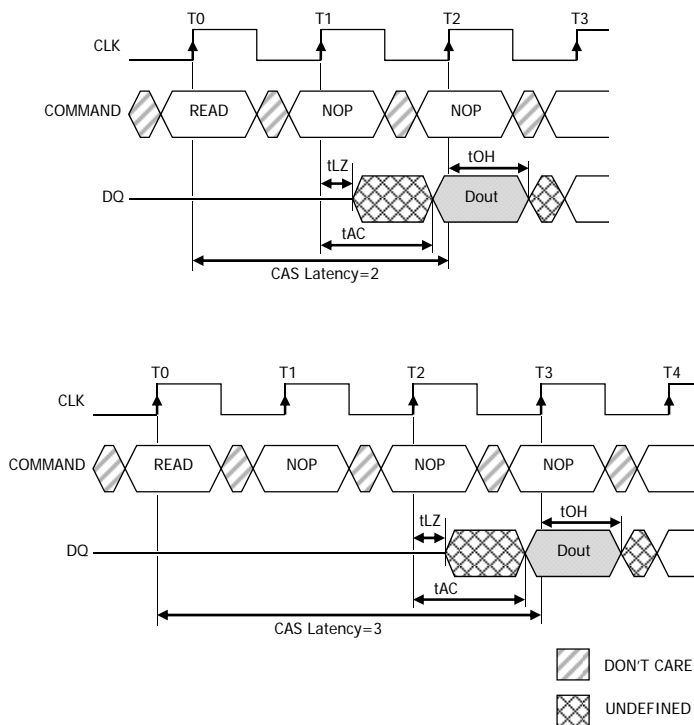 T0 T1 T2 T3
CLK
COMMAND READ NOP NOP
tLZ tOH
DQ Dout
tAC
CAS Latency=2
T0 T1 T2 T3 T4
CLK
COMMAND READ NOP NOP NOP
tLZ tOH
DQ Dout
tAC
CAS Latency=3
DON'T CARE
UNDEFINED